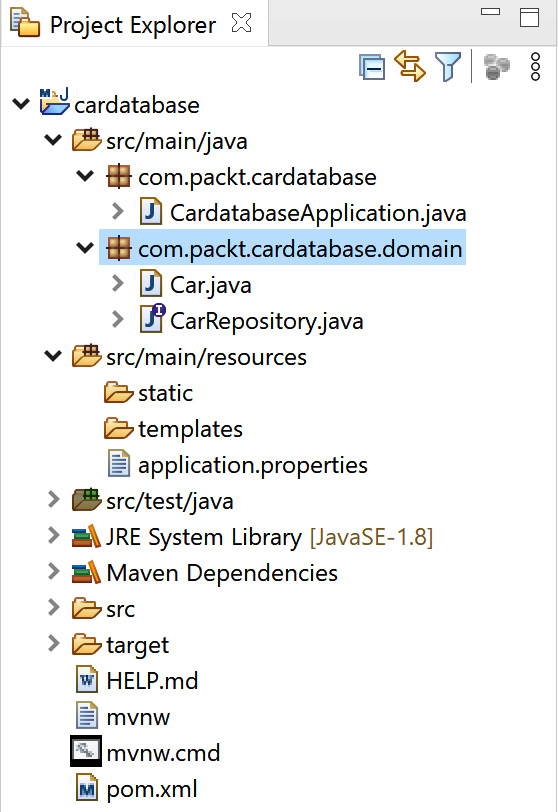 Project Explorer
cardatabase
src/main/java
com.packt.cardatabase
CardatabaseApplication.java
com.packt.cardatabase.domain
Car.java
CarRepository.java
src/main/resources
static
templates
application.properties
src/test/java
JRE System Library [JavaSE-1.8]
Maven Dependencies
src
target
HELP.md
mvnw
mvnw.cmd
pom.xml